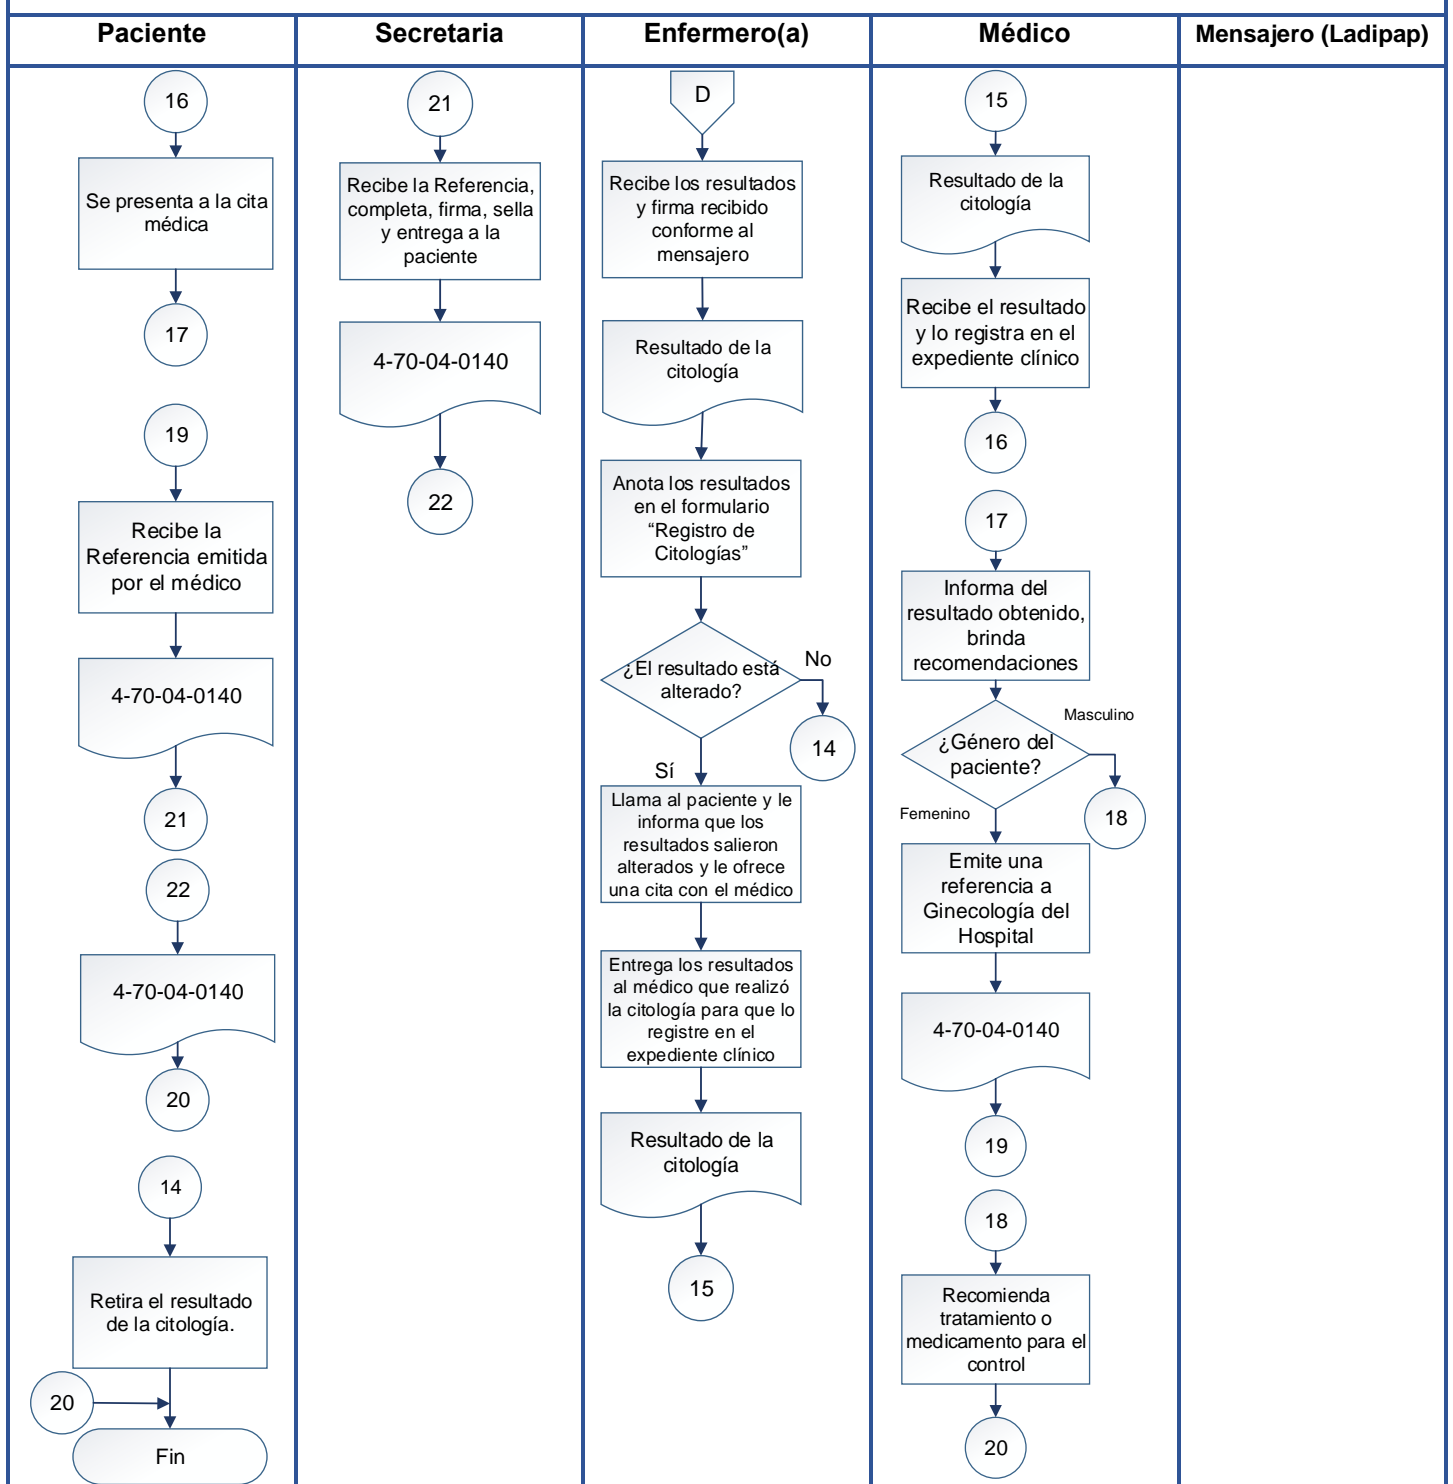 Paciente
Secretaria
Enfermero(a)
Médico
Mensajero (Ladipap)
16
Se presenta a la cita
médica
17
19
Recibe la
Referencia emitida
por el médico
4-70-04-0140
21
22
4-70-04-0140
20
14
Retira el resultado
de la citología.
20
Fin
21
Recibe la Referencia,
completa, firma, sella
y entrega a la
paciente
4-70-04-0140
22
D
Recibe los resultados
y firma recibido
conforme al
mensajero
Resultado de la
citología
Anota los resultados
en el formulario
“Registro de
Citologías”
¿El resultado está
alterado?
No
14
Sí
Llama al paciente y le
informa que los
resultados salieron
alterados y le ofrece
una cita con el médico
Entrega los resultados
al médico que realizó
la citología para que lo
registre en el
expediente clínico
Resultado de la
citología
15
15
Resultado de la
citología
Recibe el resultado
y lo registra en el
expediente clínico
16
17
Informa del
resultado obtenido,
brinda
recomendaciones
¿Género del
paciente?
Masculino
18
Femenino
Emite una
referencia a
Ginecología del
Hospital
4-70-04-0140
19
18
Recomienda
tratamiento o
medicamento para el
control
20